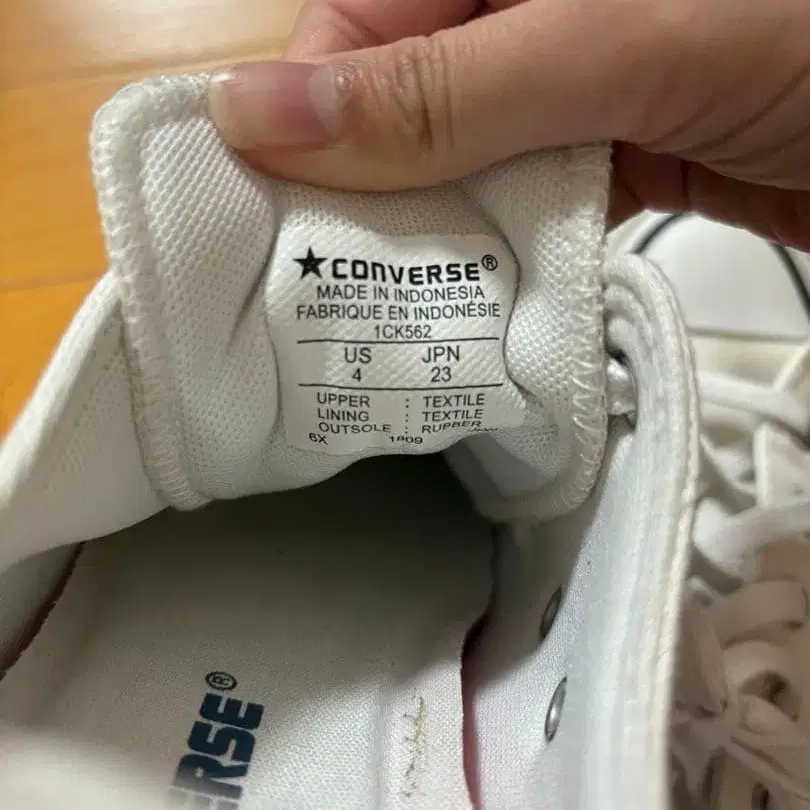 ★CONVERSE®
MADE IN INDONESIA
FABRIQUE EN INDONÉSIE
1CK562
US JPN
4 23
UPPER : TEXTILE
LINING : TEXTILE
OUTSOLE : RUBBER
6X 1809
ERSE